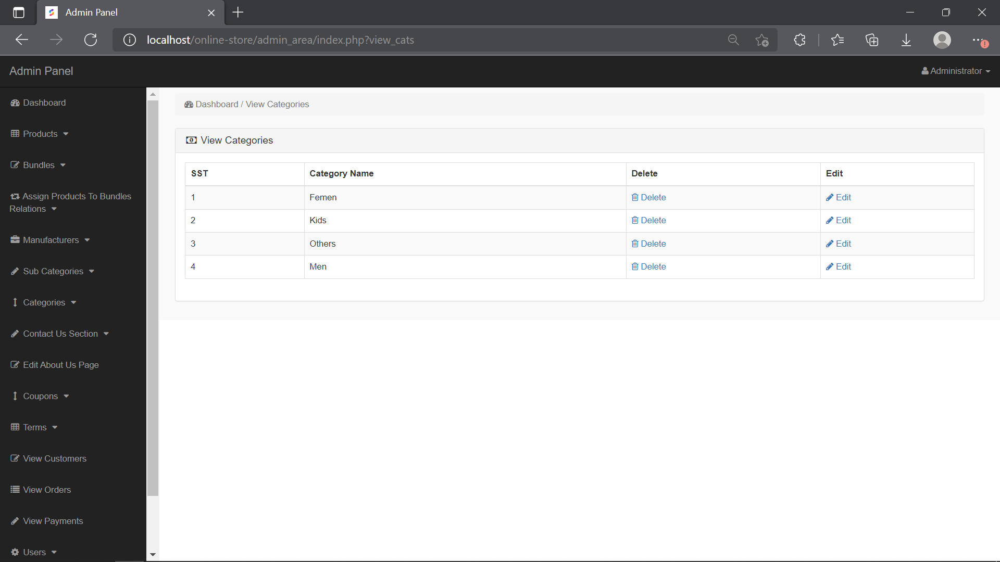 Admin Panel
localhost/online-store/admin_area/index.php?view_cats
Admin Panel
Administrator
Dashboard
Products
Bundles
Assign Products To Bundles
Relations
Manufacturers
Sub Categories
Categories
Contact Us Section
Edit About Us Page
Coupons
Terms
View Customers
View Orders
View Payments
Users
Dashboard / View Categories
View Categories
SST Category Name Delete Edit
1 Femen Delete Edit
2 Kids Delete Edit
3 Others Delete Edit
4 Men Delete Edit